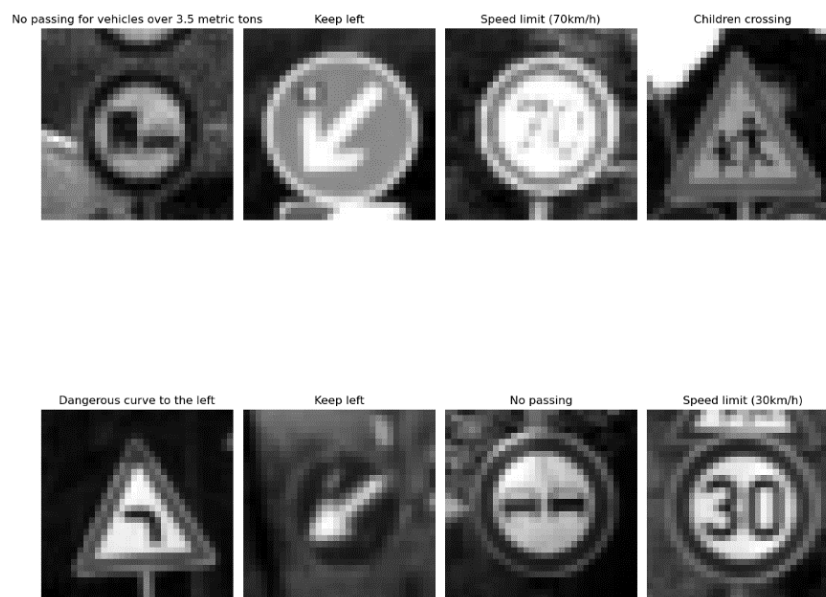 No passing for vehicles over 3.5 metric tons
Keep left
Speed limit (70km/h)
Children crossing
70
Dangerous curve to the left
Keep left
No passing
Speed limit (30km/h)
30